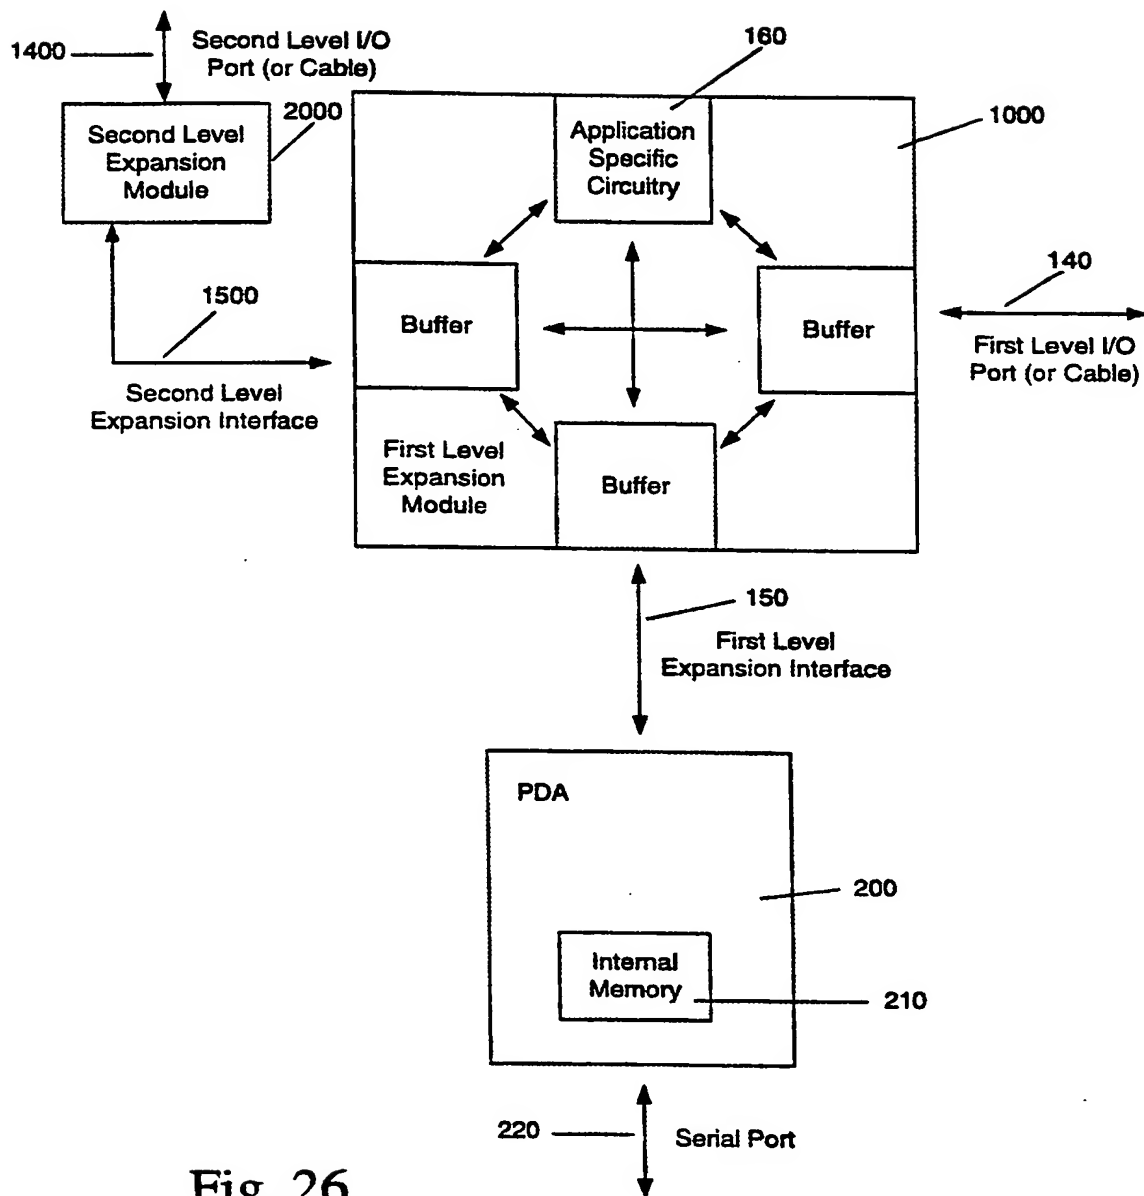 1400
Second Level I/O
Port (or Cable)
160
2000
1000
Second Level
Expansion
Module
Application
Specific
Circuitry
140
1500
Buffer
Buffer
First Level I/O
Port (or Cable)
Second Level
Expansion Interface
First Level
Expansion
Module
Buffer
150
First Level
Expansion Interface
PDA
200
Internal
Memory
210
220
Serial Port
Fig. 26